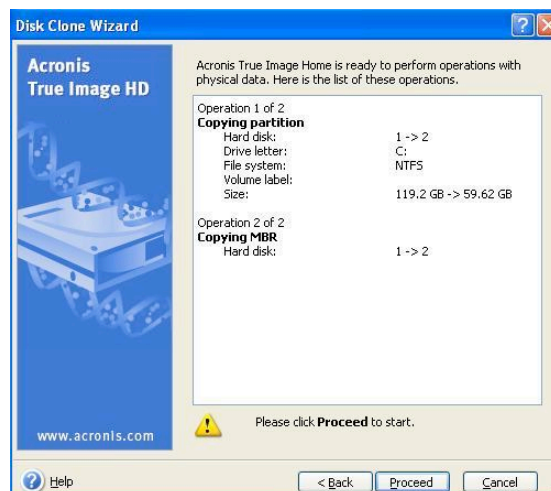 Disk Clone Wizard
Acronis
True Image HD
Acronis True Image Home is ready to perform operations with
physical data. Here is the list of these operations.
Operation 1 of 2
Copying partition
Hard disk: 1 -> 2
Drive letter: C:
File system: NTFS
Volume label:
Size: 119.2 GB -> 59.62 GB
Operation 2 of 2
Copying MBR
Hard disk: 1 -> 2
Please click Proceed to start.
www.acronis.com
Help
< Back Proceed Cancel